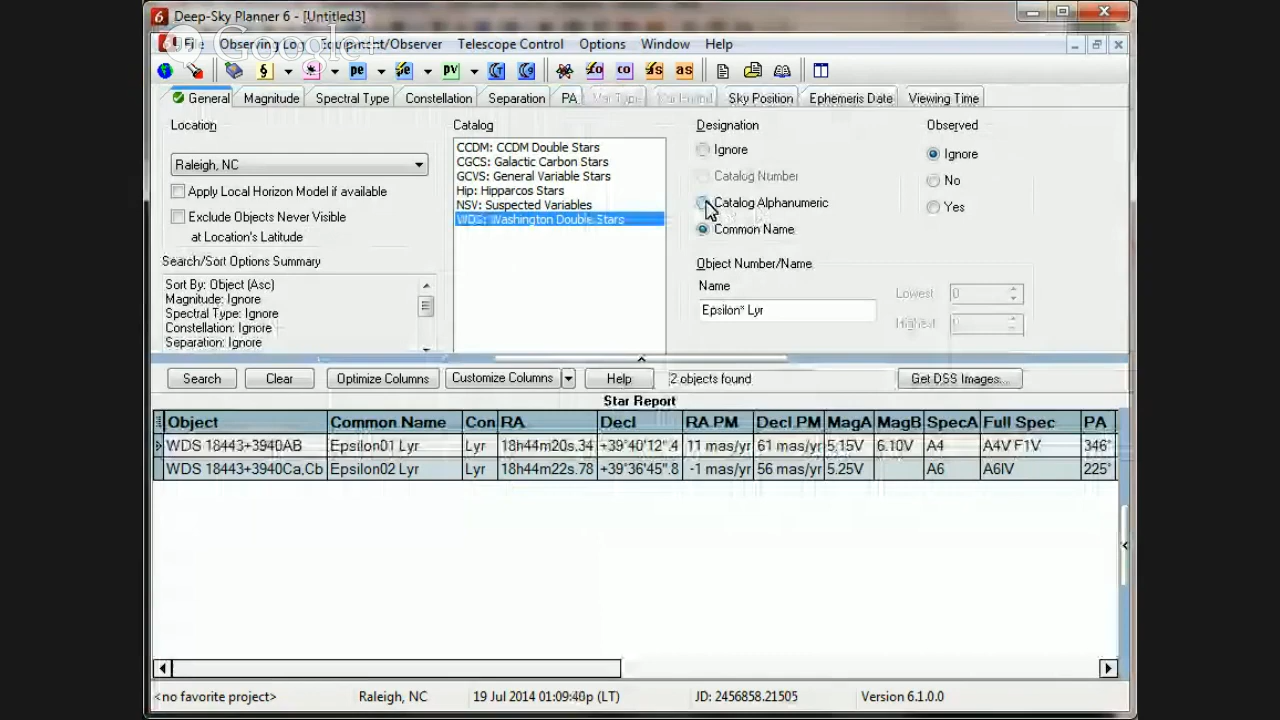 Deep-Sky Planner 6 - [Untitled3]
File Observing Log Equipment/Observer Telescope Control Options Window Help
Google
General Magnitude Spectral Type Constellation Separation PA Var Type Sky Position Ephemeris Date Viewing Time
Location
Raleigh, NC
Apply Local Horizon Model if available
Exclude Objects Never Visible
at Location's Latitude
Search/Sort Options Summary
Sort By: Object (Asc)
Magnitude: Ignore
Spectral Type: Ignore
Constellation: Ignore
Separation: Ignore
Catalog
CCDM: CCDM Double Stars
CGCS: Galactic Carbon Stars
GCVS: General Variable Stars
Hip: Hipparcos Stars
NSV: Suspected Variables
WDS: Washington Double Stars
Designation
Ignore
Catalog Number
Catalog Alphanumeric
Common Name
Observed
Ignore
No
Yes
Object Number/Name
Name
Epsilon* Lyr
Lowest 0
Highest 0
Search Clear Optimize Columns Customize Columns Help 2 objects found Get DSS Images...
Star Report
Object Common Name Con RA Decl RA PM Decl PM MagA MagB SpecA Full Spec PA
WDS 18443+3940AB Epsilon01 Lyr Lyr 18h44m20s.34 +39°40'12".4 11 mas/yr 61 mas/yr 5.15V 6.10V A4 A4V F1V 346°
WDS 18443+3940Ca,Cb Epsilon02 Lyr Lyr 18h44m22s.78 +39°36'45".8 -1 mas/yr 56 mas/yr 5.25V A6 A6IV 225°
<no favorite project> Raleigh, NC 19 Jul 2014 01:09:40p (LT) JD: 2456858.21505 Version 6.1.0.0